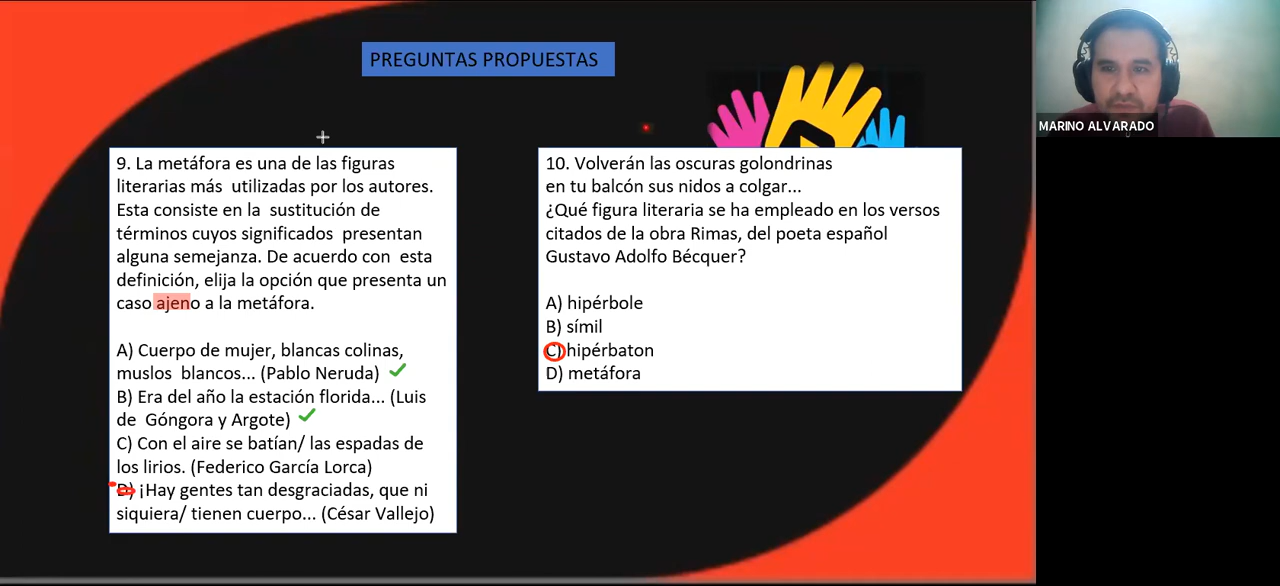 PREGUNTAS PROPUESTAS
MARINO ALVARADO
9. La metáfora es una de las figuras
literarias más utilizadas por los autores.
Esta consiste en la sustitución de
términos cuyos significados presentan
alguna semejanza. De acuerdo con esta
definición, elija la opción que presenta un
caso ajeno a la metáfora.
A) Cuerpo de mujer, blancas colinas,
muslos blancos... (Pablo Neruda)
B) Era del año la estación florida... (Luis
de Góngora y Argote)
C) Con el aire se batían/ las espadas de
los lirios. (Federico García Lorca)
D) ¡Hay gentes tan desgraciadas, que ni
siquiera/ tienen cuerpo... (César Vallejo)
10. Volverán las oscuras golondrinas
en tu balcón sus nidos a colgar...
¿Qué figura literaria se ha empleado en los versos
citados de la obra Rimas, del poeta español
Gustavo Adolfo Bécquer?
A) hipérbole
B) símil
C) hipérbaton
D) metáfora